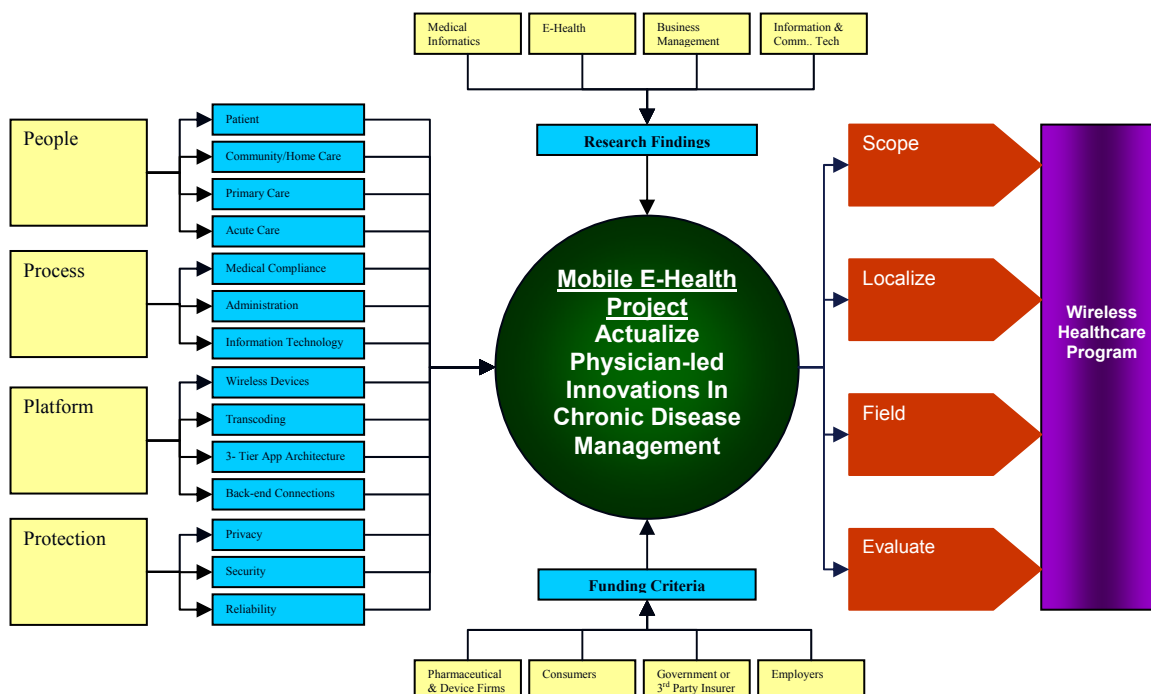 Medical
Infornatics
E-Health
Business
Management
Information &
Comm.. Tech
Research Findings
People
Patient
Community/Home Care
Primary Care
Acute Care
Process
Medical Compliance
Administration
Information Technology
Platform
Wireless Devices
Transcoding
3- Tier App Architecture
Back-end Connections
Protection
Privacy
Security
Reliability
Mobile E-Health
Project
Actualize
Physician-led
Innovations In
Chronic Disease
Management
Funding Criteria
Pharmaceutical
& Device Firms
Consumers
Government or
3rd Party Insurer
Employers
Scope
Localize
Field
Evaluate
Wireless
Healthcare
Program